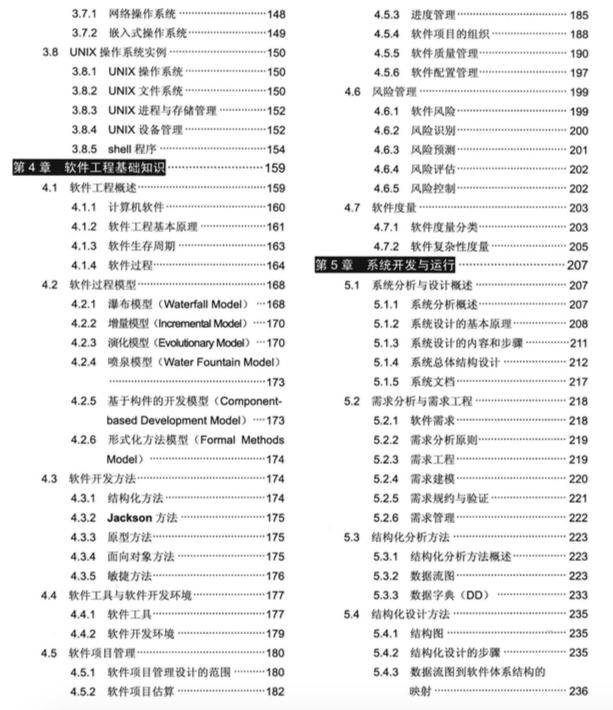 3.7.1 网络操作系统 148
3.7.2 嵌入式操作系统 149
3.8 UNIX 操作系统实例 150
3.8.1 UNIX 操作系统 150
3.8.2 UNIX 文件系统 150
3.8.3 UNIX 进程与存储管理 152
3.8.4 UNIX 设备管理 152
3.8.5 shell 程序 154
第 4 章 软件工程基础知识 159
4.1 软件工程概述 159
4.1.1 计算机软件 160
4.1.2 软件工程基本原理 161
4.1.3 软件生存周期 163
4.1.4 软件过程 164
4.2 软件过程模型 168
4.2.1 瀑布模型（Waterfall Model） 168
4.2.2 增量模型（Incremental Model） 170
4.2.3 演化模型（Evolutionary Model） 170
4.2.4 喷泉模型（Water Fountain Model）
173
4.2.5 基于构件的开发模型（Component-
based Development Model） 173
4.2.6 形式化方法模型（Formal Methods
Model） 174
4.3 软件开发方法 174
4.3.1 结构化方法 174
4.3.2 Jackson 方法 175
4.3.3 原型方法 175
4.3.4 面向对象方法 175
4.3.5 敏捷方法 176
4.4 软件工具与软件开发环境 177
4.4.1 软件工具 177
4.4.2 软件开发环境 179
4.5 软件项目管理 180
4.5.1 软件项目管理设计的范围 180
4.5.2 软件项目估算 182
4.5.3 进度管理 185
4.5.4 软件项目的组织 188
4.5.5 软件质量管理 190
4.5.6 软件配置管理 197
4.6 风险管理 199
4.6.1 软件风险 199
4.6.2 风险识别 200
4.6.3 风险预测 201
4.6.4 风险评估 202
4.6.5 风险控制 202
4.7 软件度量 203
4.7.1 软件度量分类 203
4.7.2 软件复杂性度量 205
第 5 章 系统开发与运行 207
5.1 系统分析与设计概述 207
5.1.1 系统分析概述 207
5.1.2 系统设计的基本原理 208
5.1.3 系统设计的内容和步骤 211
5.1.4 系统总体结构设计 212
5.1.5 系统文档 217
5.2 需求分析与需求工程 218
5.2.1 软件需求 218
5.2.2 需求分析原则 219
5.2.3 需求工程 219
5.2.4 需求建模 220
5.2.5 需求规约与验证 221
5.2.6 需求管理 222
5.3 结构化分析方法 223
5.3.1 结构化分析方法概述 223
5.3.2 数据流图 223
5.3.3 数据字典（DD） 233
5.4 结构化设计方法 235
5.4.1 结构图 235
5.4.2 结构化设计的步骤 235
5.4.3 数据流图到软件体系结构的
映射 236